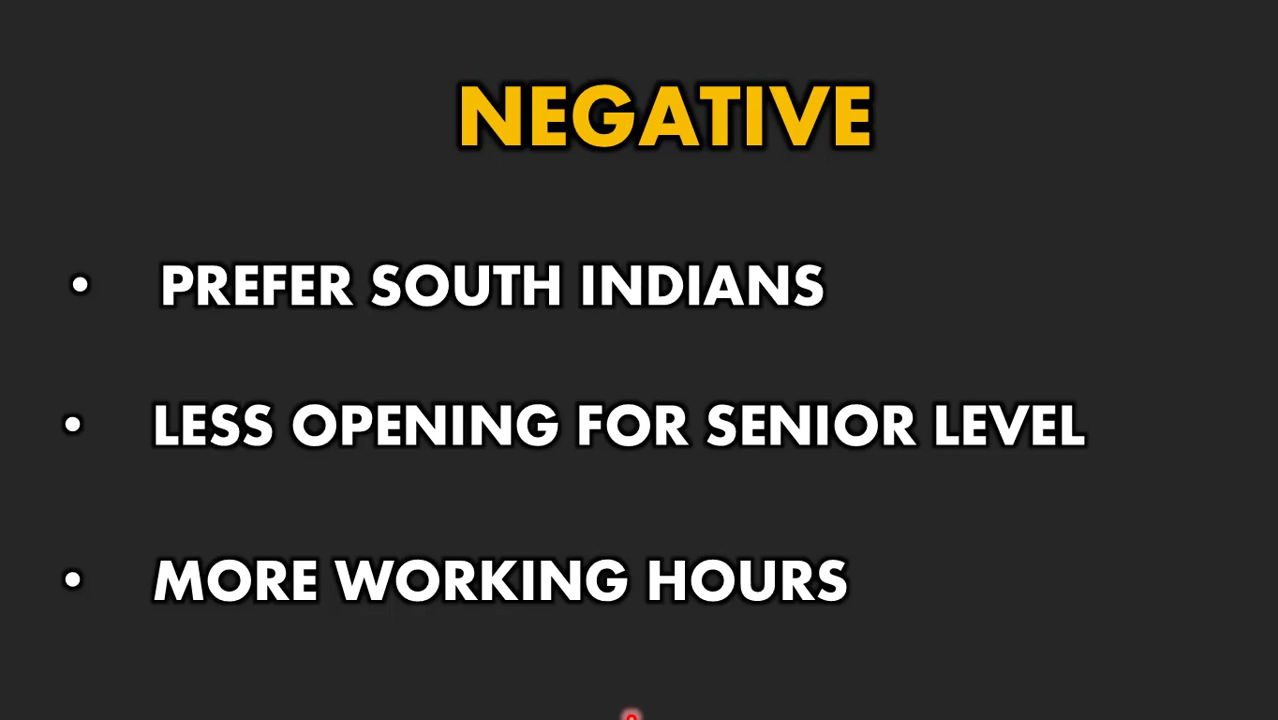 NEGATIVE
• PREFER SOUTH INDIANS
• LESS OPENING FOR SENIOR LEVEL
• MORE WORKING HOURS